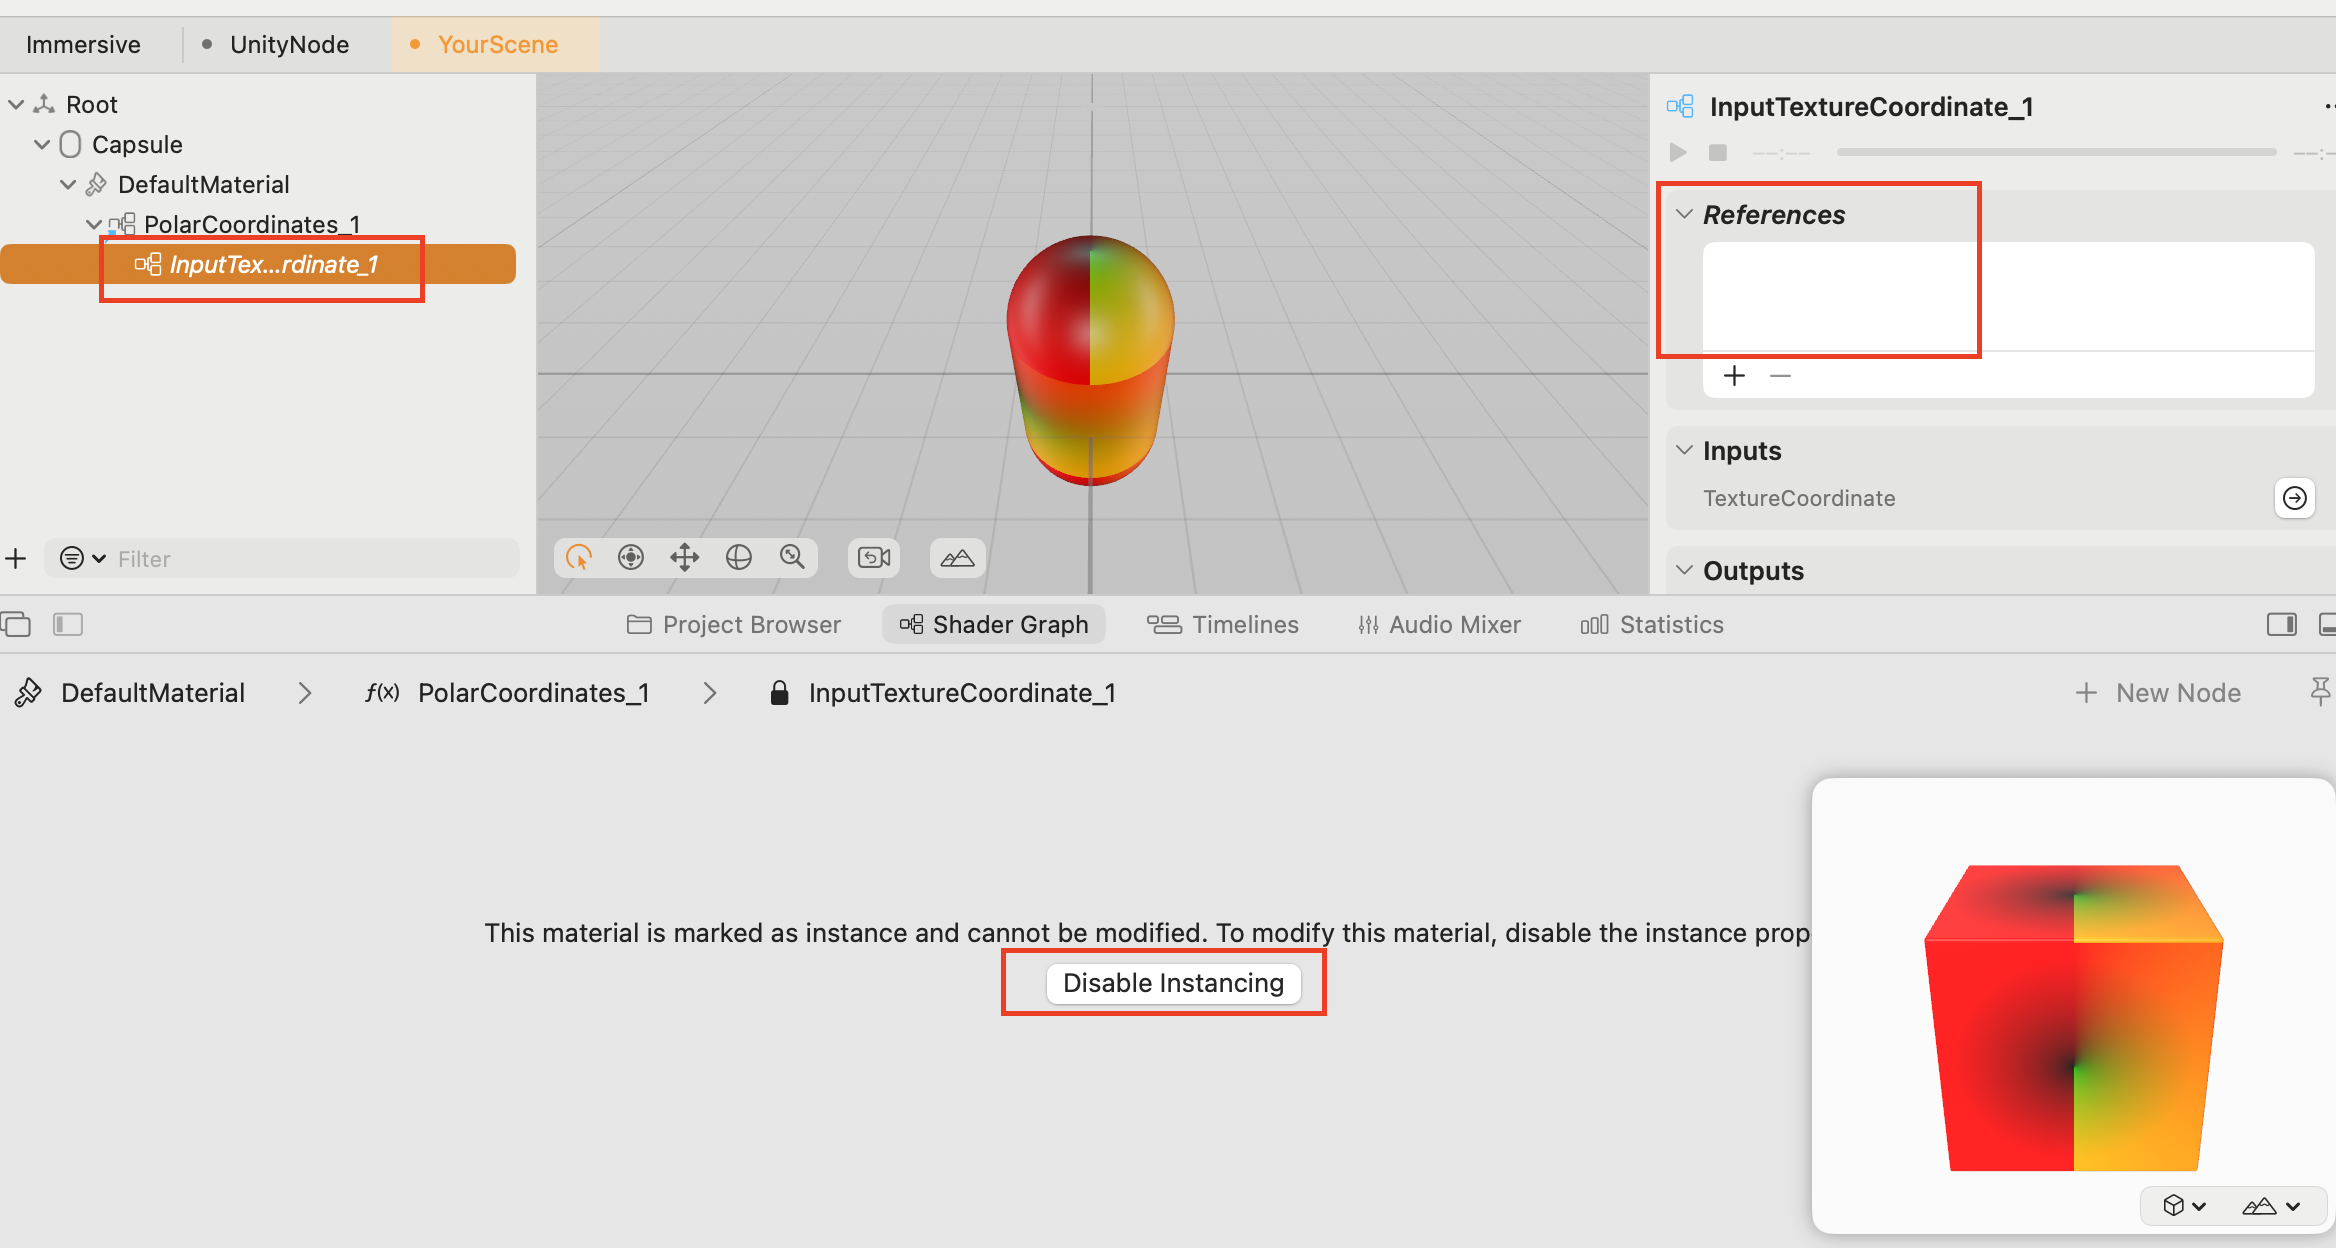 Immersive
UnityNode
YourScene
Root
Capsule
DefaultMaterial
PolarCoordinates_1
InputTex...rdinate_1
Filter
InputTextureCoordinate_1
--:--
--:-
References
Inputs
TextureCoordinate
Outputs
Project Browser
Shader Graph
Timelines
Audio Mixer
Statistics
DefaultMaterial
f(x) PolarCoordinates_1
InputTextureCoordinate_1
New Node
This material is marked as instance and cannot be modified. To modify this material, disable the instance prop
Disable Instancing